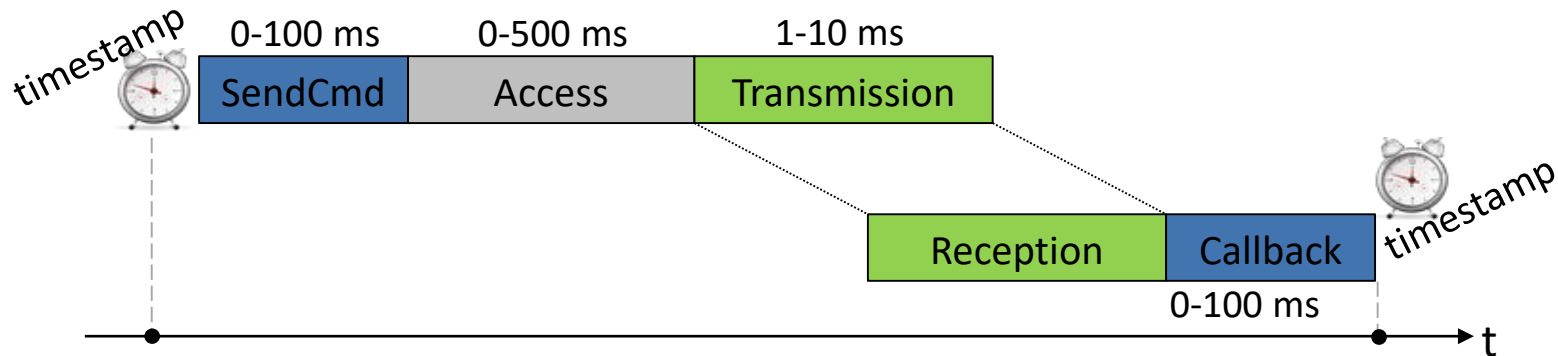 timestamp
0-100 ms
0-500 ms
1-10 ms
SendCmd
Access
Transmission
timestamp
Reception
Callback
0-100 ms
t